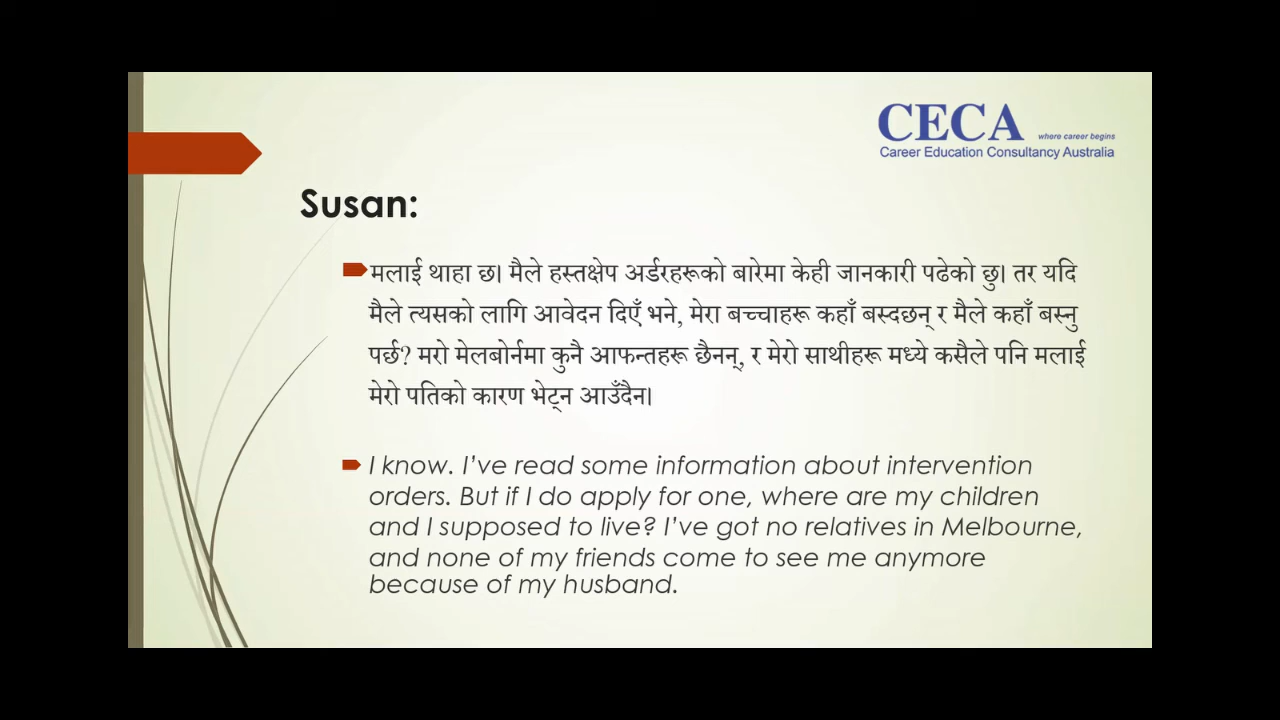 CECA where career begins
Career Education Consultancy Australia
Susan:
मलाई थाहा छ। मैले हस्तक्षेप अर्डरहरूको बारेमा केही जानकारी पढेको छु। तर यदि
मैले त्यसको लागि आवेदन दिएँ भने, मेरा बच्चाहरू कहाँ बस्दछन् र मैले कहाँ बस्नु
पर्छ? मरो मेलबोर्नमा कुनै आफन्तहरू छैनन्, र मेरो साथीहरू मध्ये कसैले पनि मलाई
मेरो पतिको कारण भेट्न आउँदैन।
I know. I’ve read some information about intervention
orders. But if I do apply for one, where are my children
and I supposed to live? I’ve got no relatives in Melbourne,
and none of my friends come to see me anymore
because of my husband.